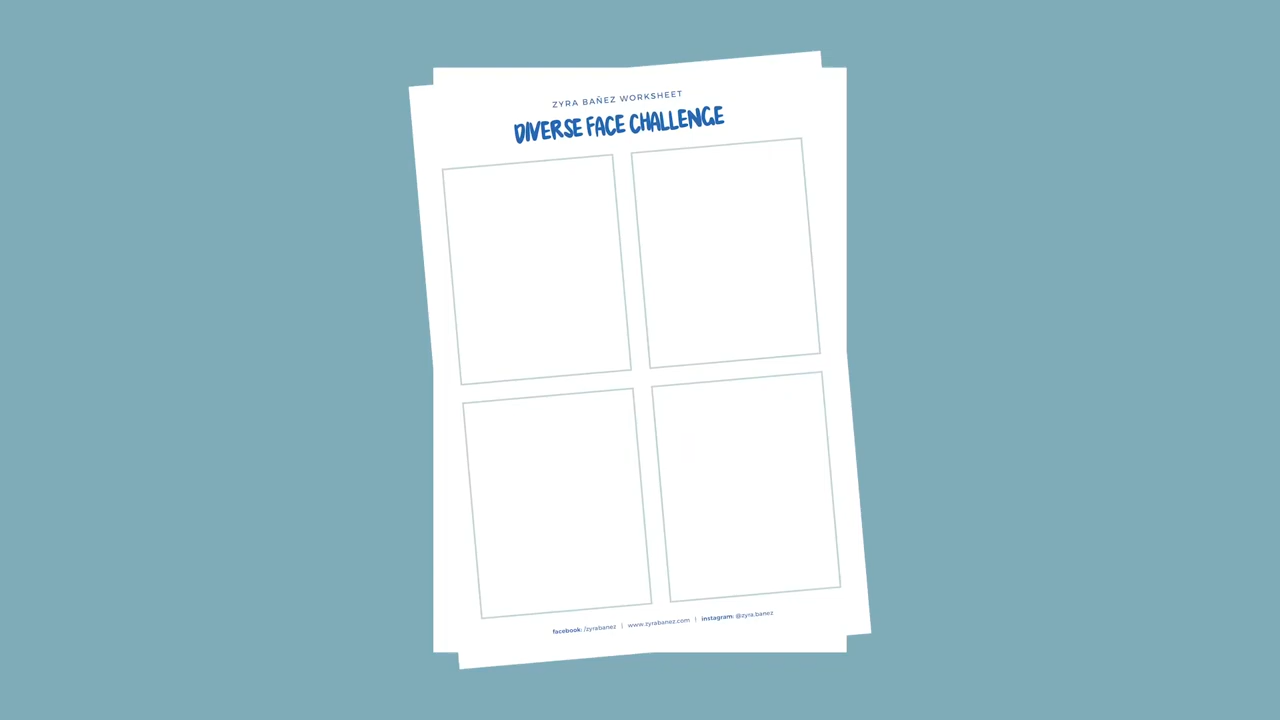 ZYRA BAÑEZ WORKSHEET
DIVERSE FACE CHALLENGE
facebook: /zyrabanez | www.zyrabanez.com | instagram: @zyra.banez